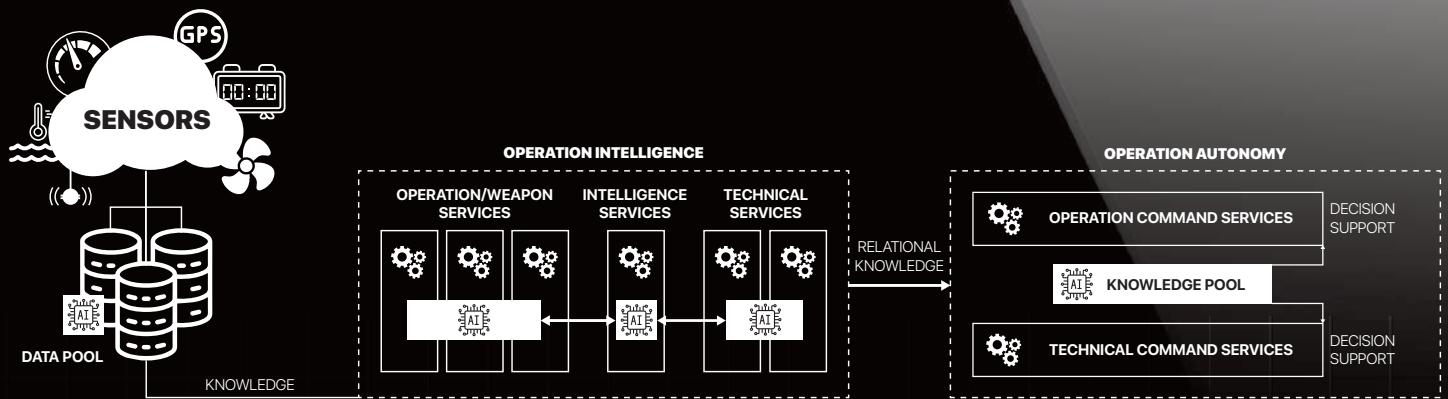 GPS
00:00
SENSORS
AI
DATA POOL
KNOWLEDGE
OPERATION INTELLIGENCE
OPERATION/WEAPON
SERVICES
INTELLIGENCE
SERVICES
TECHNICAL
SERVICES
AI
AI
AI
RELATIONAL
KNOWLEDGE
OPERATION AUTONOMY
OPERATION COMMAND SERVICES
DECISION
SUPPORT
AI
KNOWLEDGE POOL
TECHNICAL COMMAND SERVICES
DECISION
SUPPORT